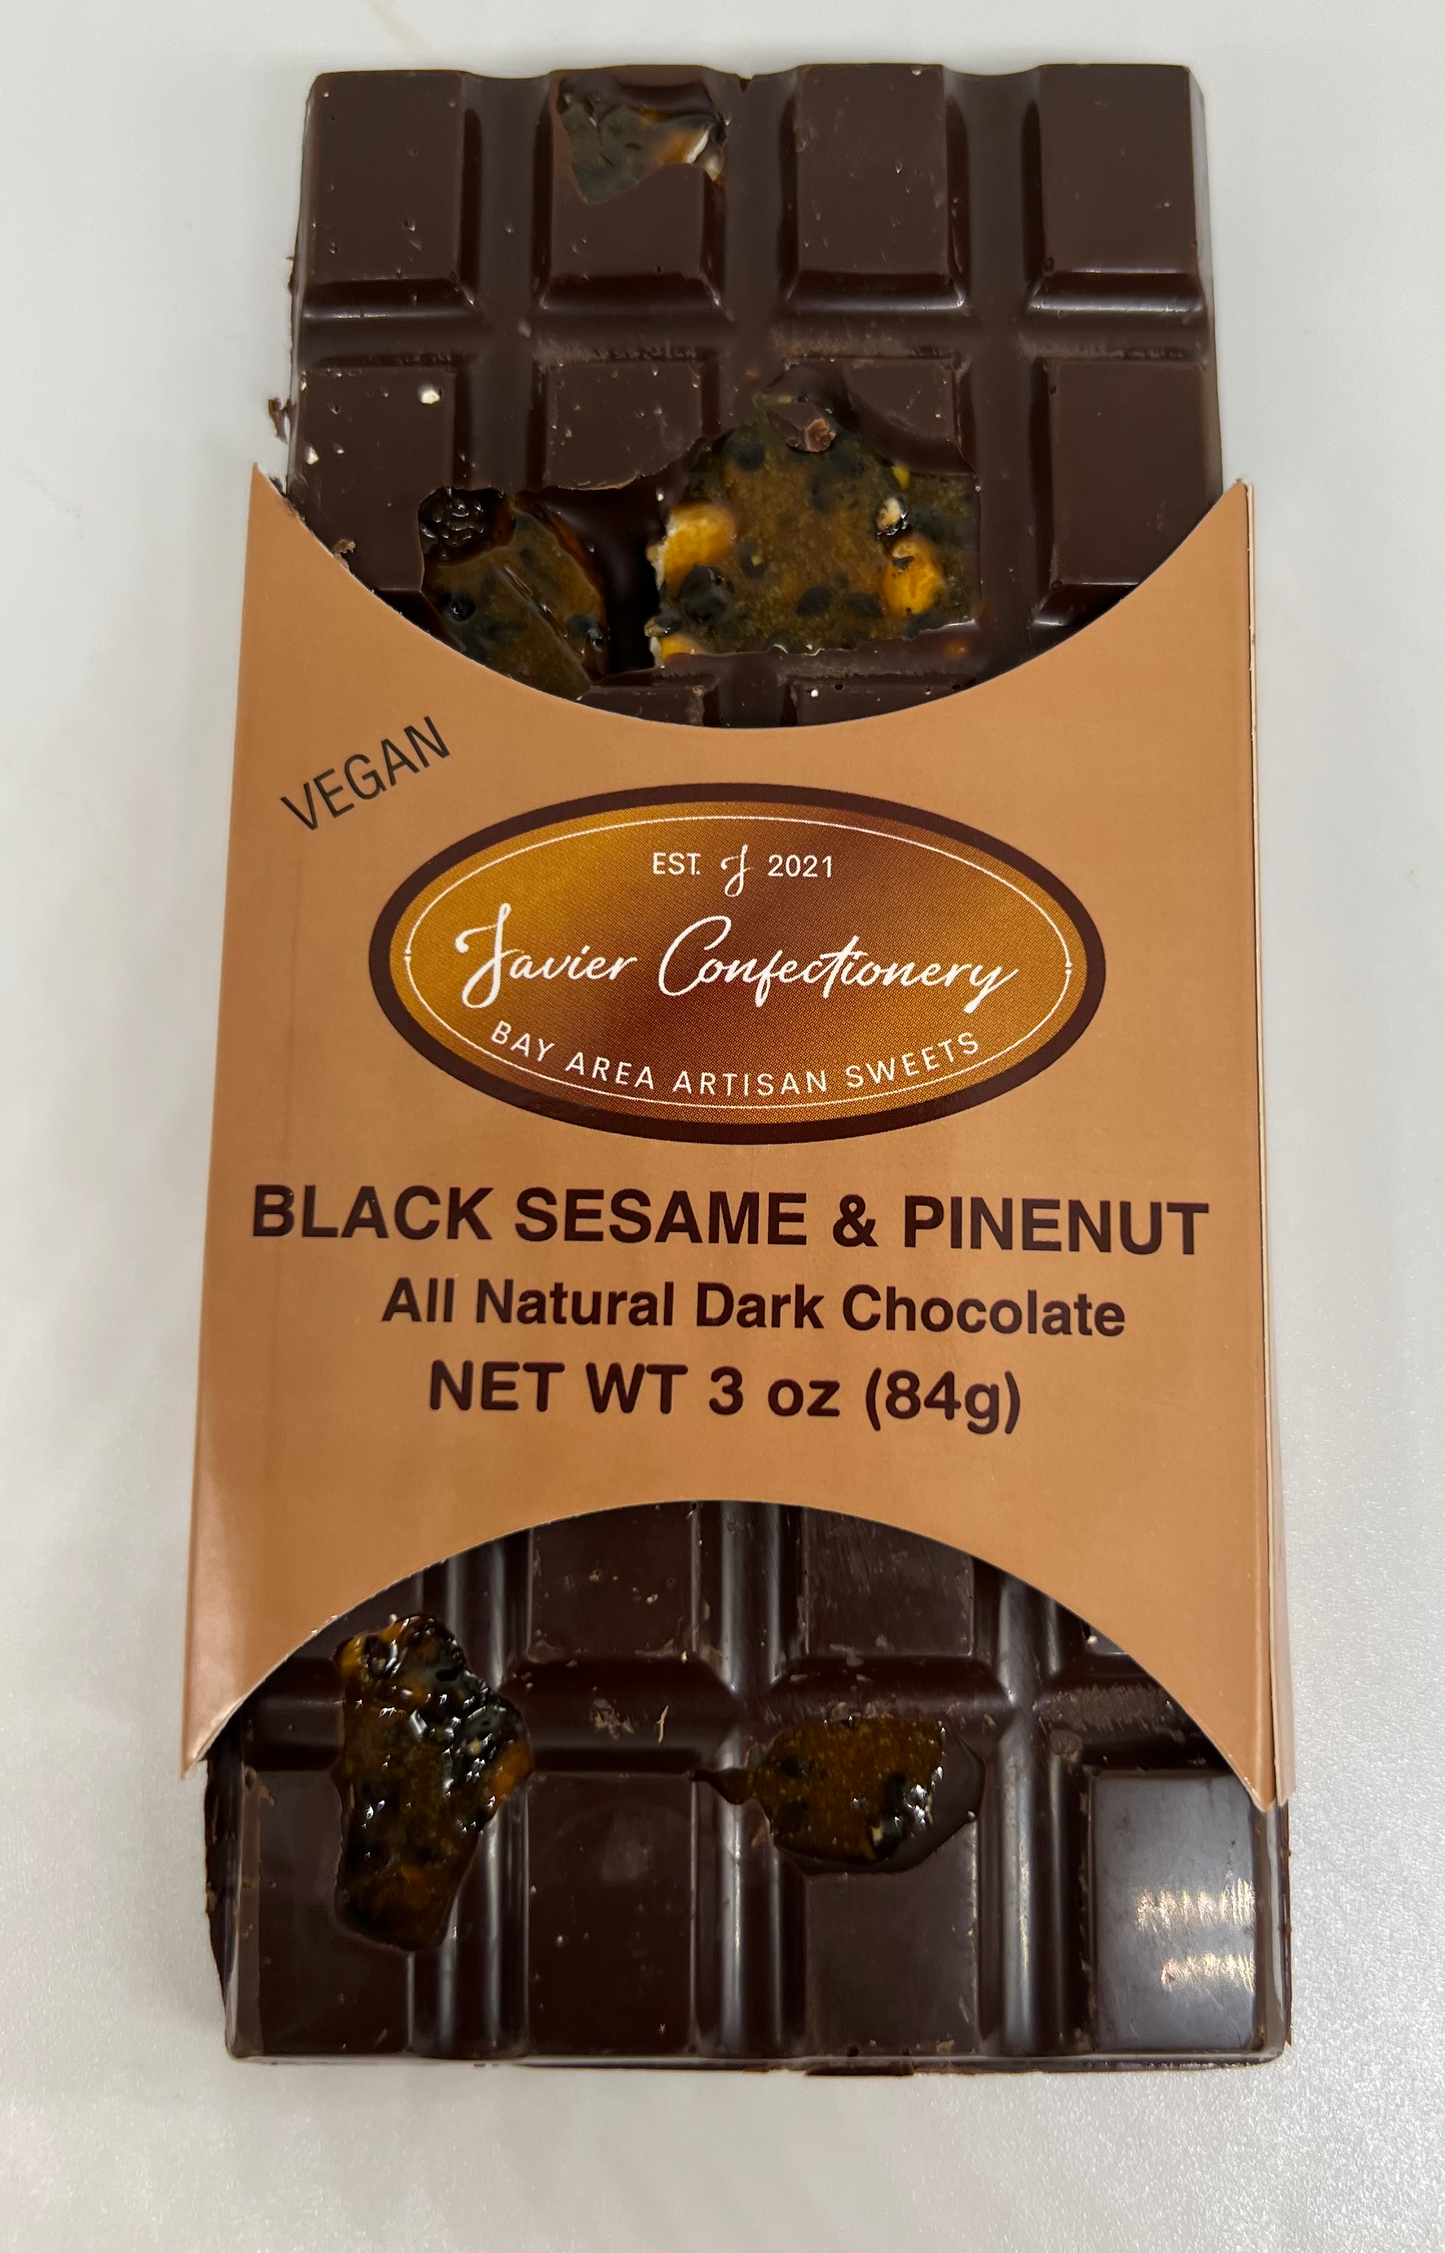 VEGAN
EST. J 2021
Javier Confectionery
BAY AREA ARTISAN SWEETS
BLACK SESAME & PINENUT
All Natural Dark Chocolate
NET WT 3 oz (84g)